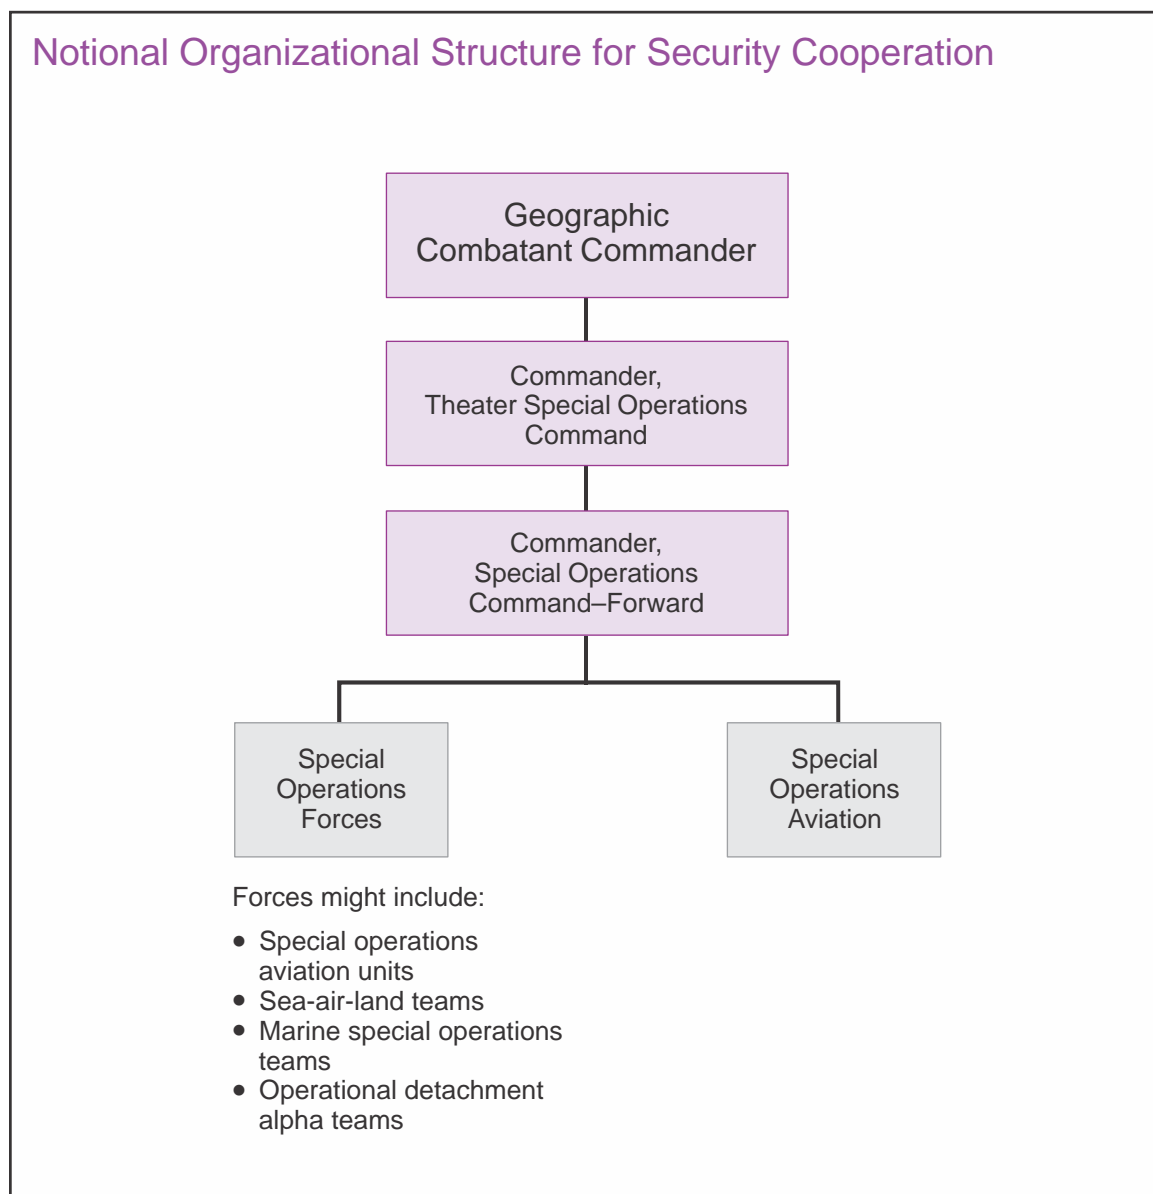 Notional Organizational Structure for Security Cooperation
Geographic
Combatant Commander
Commander,
Theater Special Operations
Command
Commander,
Special Operations
Command–Forward
Special
Operations
Forces
Special
Operations
Aviation
Forces might include:
• Special operations
aviation units
• Sea-air-land teams
• Marine special operations
teams
• Operational detachment
alpha teams